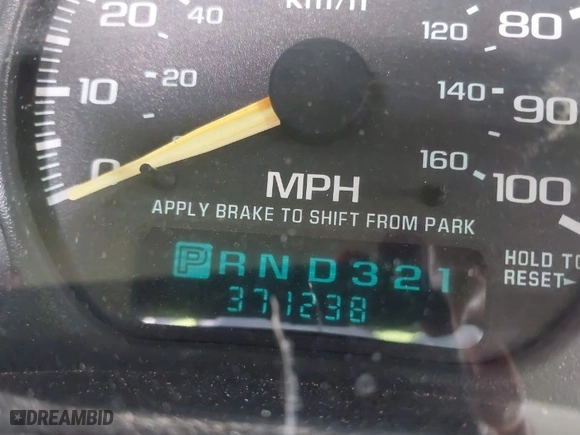 km/h
20 40 120 80
10 20 140 90
0 160 100
MPH
APPLY BRAKE TO SHIFT FROM PARK
HOLD TO
RESET
P R N D 3 2 1
371238
DREAMBID